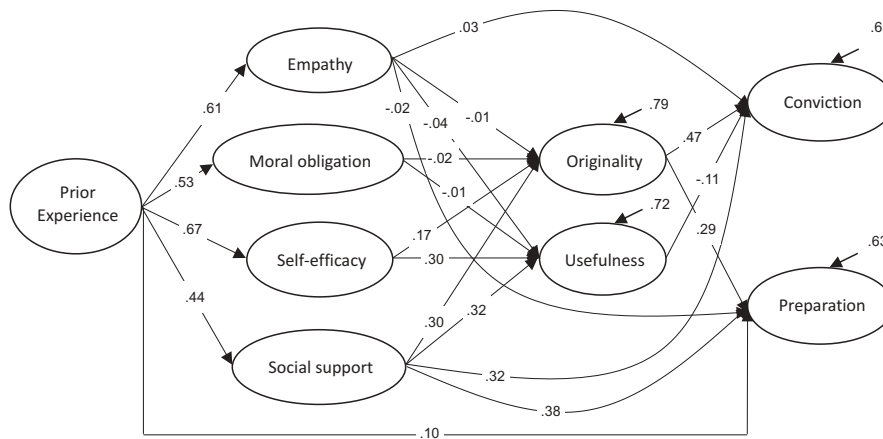 .03
.6
Empathy
Conviction
.61
-.02
-.04
-.01
.79
.47
Moral obligation
-.02
Originality
.53
-.01
-.11
Prior
Experience
.67
.17
.72
.29
Self-efficacy
.30
Usefulness
.63
.44
.30
.32
Preparation
Social support
.32
.38
.10